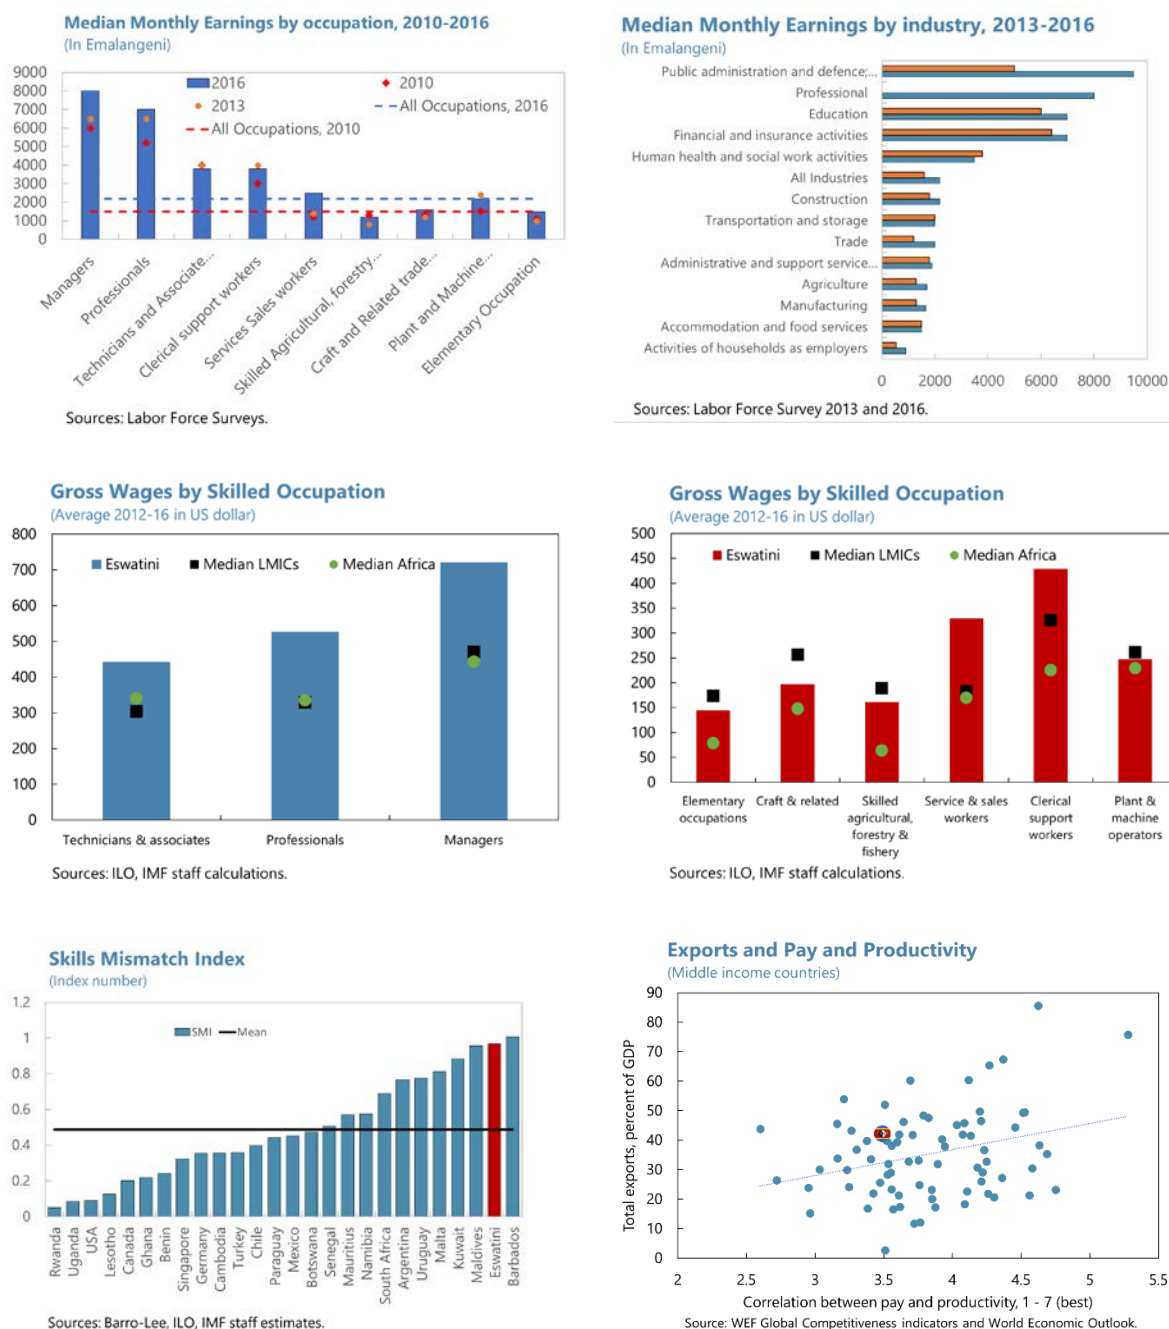 Median Monthly Earnings by occupation, 2010-2016
(In Emalangeni)
9000
8000
7000
6000
5000
4000
3000
2000
1000
0
2016
2010
2013
All Occupations, 2016
All Occupations, 2010
Managers
Professionals
Technicians and Associate...
Clerical support workers
Services Sales workers
Skilled Agricultural, forestry...
Craft and Related trade...
Plant and Machine...
Elementary Occupation
Sources: Labor Force Surveys.
Median Monthly Earnings by industry, 2013-2016
(In Emalangeni)
Public administration and defence;...
Professional
Education
Financial and insurance activities
Human health and social work activities
All Industries
Construction
Transportation and storage
Trade
Administrative and support service...
Agriculture
Manufacturing
Accommodation and food services
Activities of households as employers
0 2000 4000 6000 8000 10000
Sources: Labor Force Survey 2013 and 2016.
Gross Wages by Skilled Occupation
(Average 2012-16 in US dollar)
800
700
600
500
400
300
200
100
0
Eswatini
Median LMICs
Median Africa
Technicians & associates
Professionals
Managers
Sources: ILO, IMF staff calculations.
Gross Wages by Skilled Occupation
(Average 2012-16 in US dollar)
500
450
400
350
300
250
200
150
100
50
0
Eswatini
Median LMICs
Median Africa
Elementary
occupations
Craft & related
Skilled
agricultural,
forestry &
fishery
Service & sales
workers
Clerical
support
workers
Plant &
machine
operators
Sources: ILO, IMF staff calculations.
Skills Mismatch Index
(Index number)
1.2
1
0.8
0.6
0.4
0.2
0
SMI
Mean
Rwanda
Uganda
USA
Lesotho
Canada
Ghana
Benin
Singapore
Germany
Cambodia
Turkey
Chile
Paraguay
Mexico
Botswana
Senegal
Mauritius
Namibia
South Africa
Argentina
Uruguay
Malta
Kuwait
Maldives
Eswatini
Barbados
Sources: Barro-Lee, ILO, IMF staff estimates.
Exports and Pay and Productivity
(Middle income countries)
Total exports, percent of GDP
90
80
70
60
50
40
30
20
10
0
2 2.5 3 3.5 4 4.5 5 5.5
Correlation between pay and productivity, 1 - 7 (best)
Source: WEF Global Competitiveness indicators and World Economic Outlook.